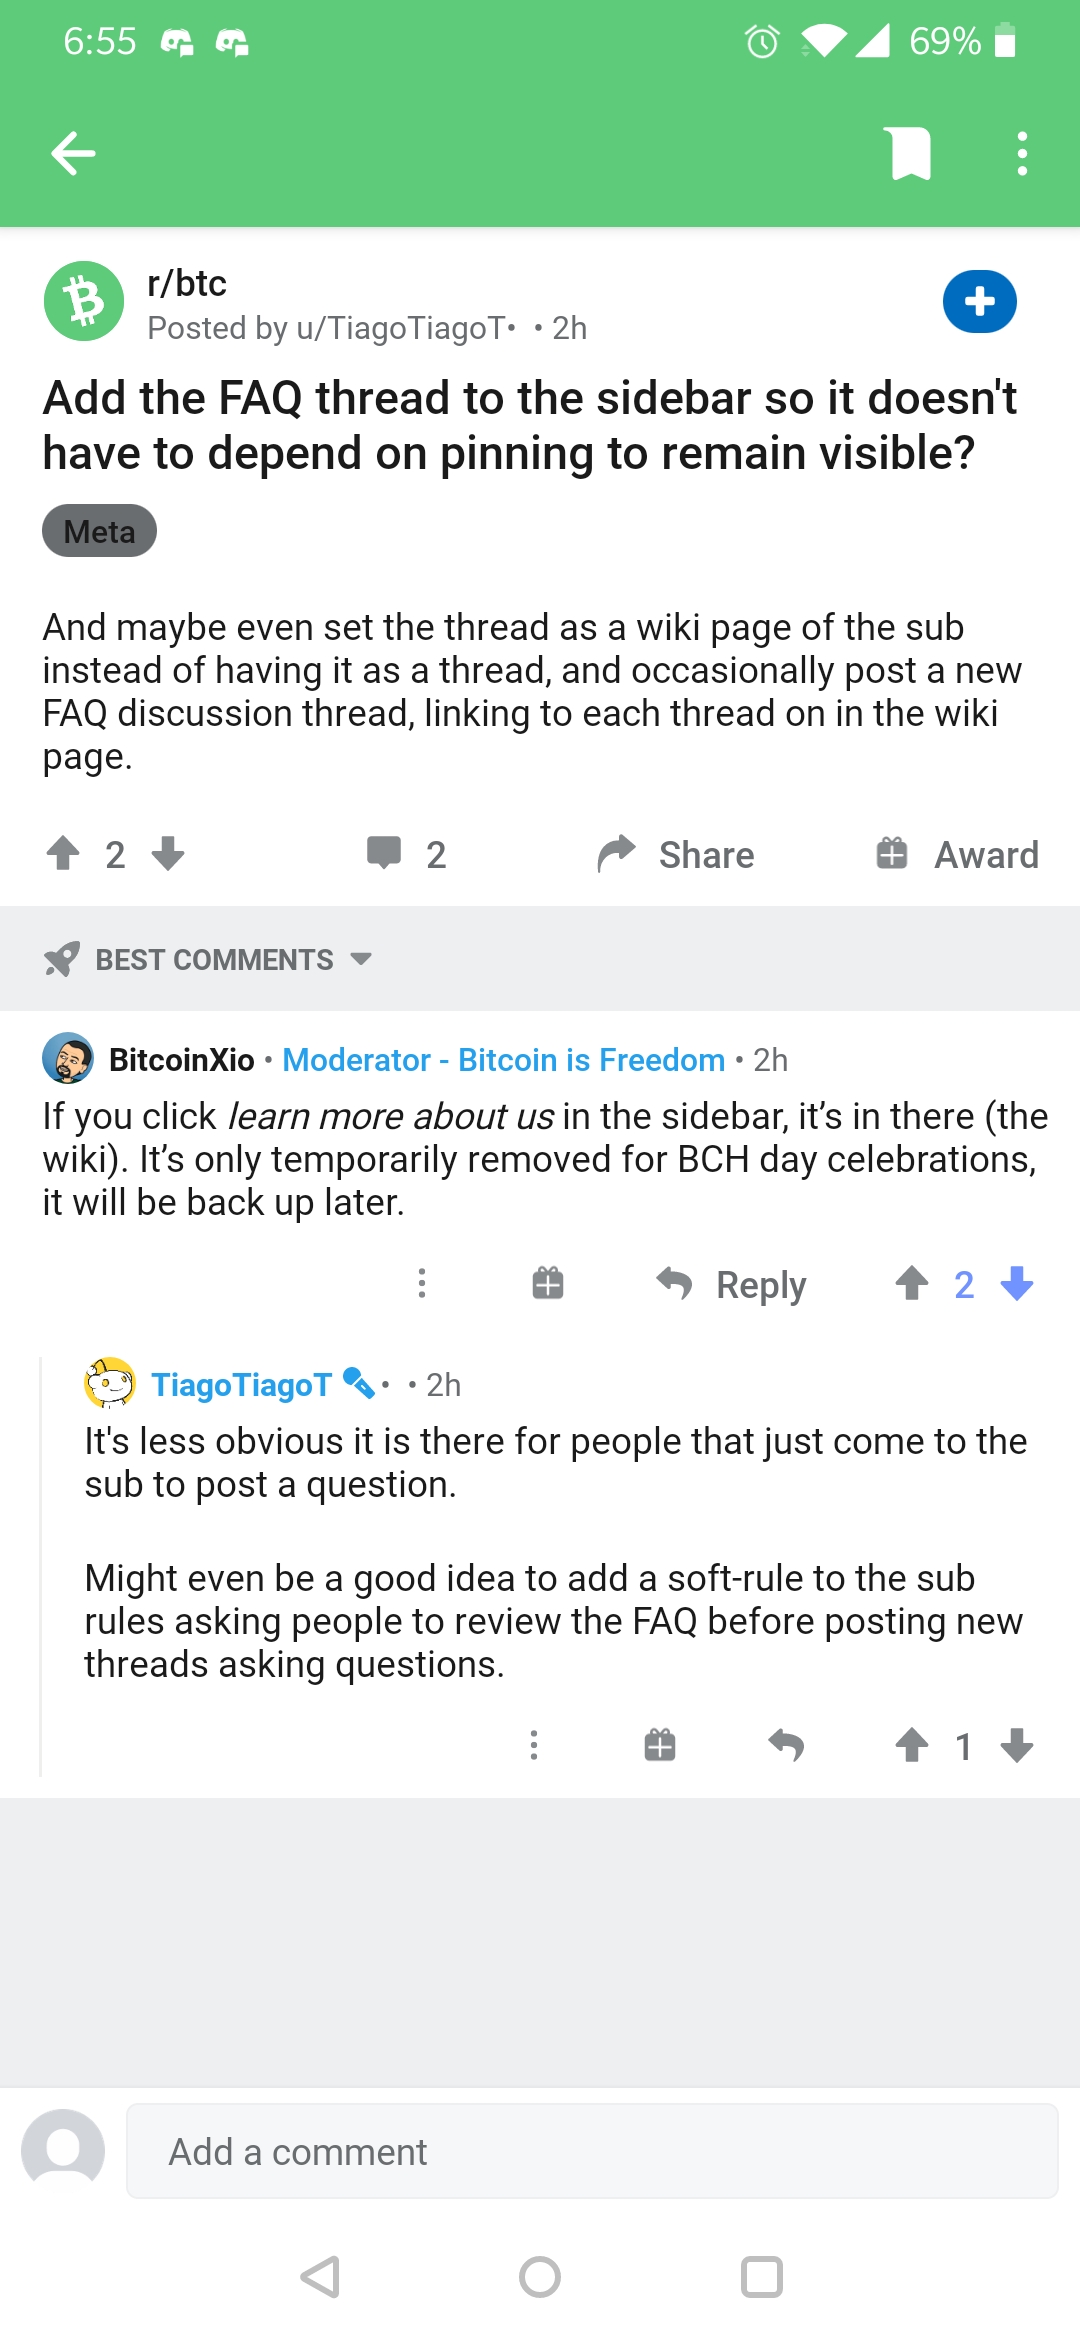 6:55
69%
r/btc
Posted by u/TiagoTiagoT• • 2h
Add the FAQ thread to the sidebar so it doesn't
have to depend on pinning to remain visible?
Meta
And maybe even set the thread as a wiki page of the sub
instead of having it as a thread, and occasionally post a new
FAQ discussion thread, linking to each thread on in the wiki
page.
2
2
Share
Award
BEST COMMENTS
BitcoinXio • Moderator - Bitcoin is Freedom • 2h
If you click learn more about us in the sidebar, it’s in there (the
wiki). It’s only temporarily removed for BCH day celebrations,
it will be back up later.
Reply
2
TiagoTiagoT • • 2h
It's less obvious it is there for people that just come to the
sub to post a question.
Might even be a good idea to add a soft-rule to the sub
rules asking people to review the FAQ before posting new
threads asking questions.
1
Add a comment